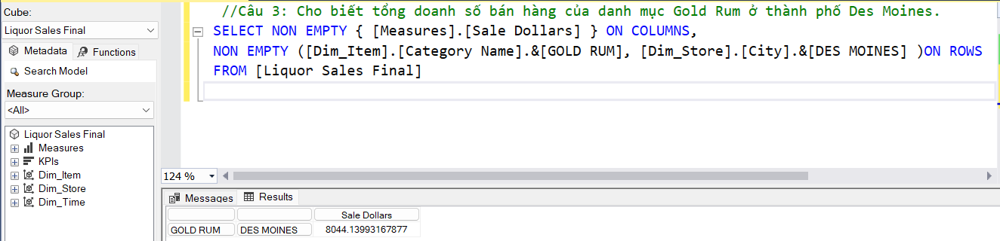 Cube:
Liquor Sales Final
Metadata
Functions
Search Model
Measure Group:
<All>
Liquor Sales Final
Measures
KPIs
Dim_Item
Dim_Store
Dim_Time
//Câu 3: Cho biết tổng doanh số bán hàng của danh mục Gold Rum ở thành phố Des Moines.
SELECT NON EMPTY { [Measures].[Sale Dollars] } ON COLUMNS,
NON EMPTY ([Dim_Item].[Category Name].&[GOLD RUM], [Dim_Store].[City].&[DES MOINES] )ON ROWS
FROM [Liquor Sales Final]
124 %
Messages
Results
Sale Dollars
GOLD RUM DES MOINES 8044.13993167877